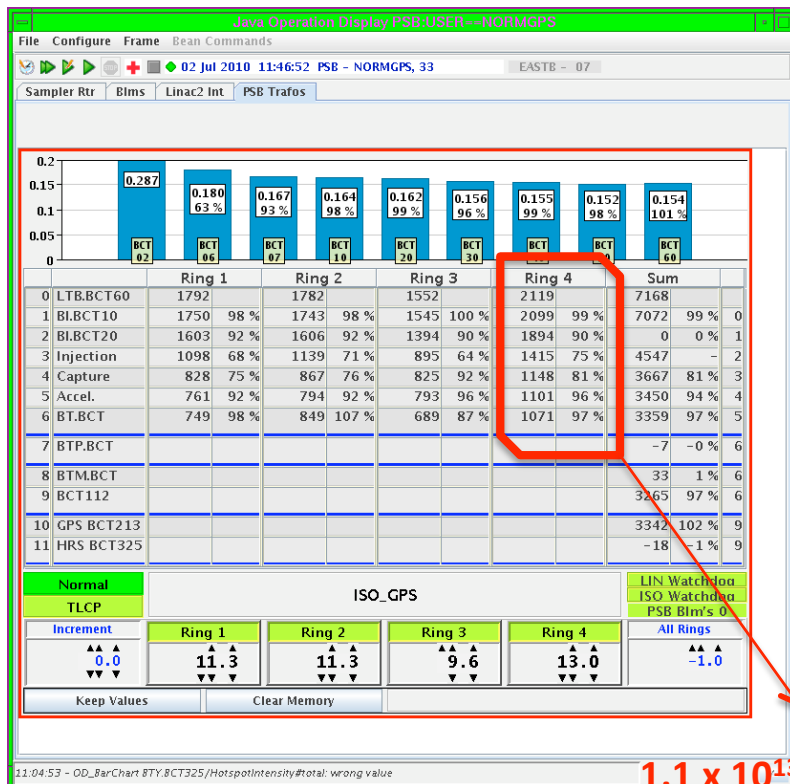 Java Operation Display PSB:USER---NORMGPS
File Configure Frame Bean Commands
02 Jul 2010 11:46:52 PSB - NORMGPS, 33 EASTB - 07
Sampler Rtr Blms Linac2 Int PSB Trafos
0.2
0.15
0.1
0.05
0
0.287
0.180 63 %
0.167 93 %
0.164 98 %
0.162 99 %
0.156 96 %
0.155 99 %
0.152 98 %
0.154 101 %
BCT 02
BCT 06
BCT 07
BCT 10
BCT 20
BCT 30
BCT 60
Ring 1 Ring 2 Ring 3 Ring 4 Sum
0 LTB.BCT60 1792 1782 1552 2119 7168
1 BI.BCT10 1750 98 % 1743 98 % 1545 100 % 2099 99 % 7072 99 % 0
2 BI.BCT20 1603 92 % 1606 92 % 1394 90 % 1894 90 % 0 0 % 1
3 Injection 1098 68 % 1139 71 % 895 64 % 1415 75 % 4547 - 2
4 Capture 828 75 % 867 76 % 825 92 % 1148 81 % 3667 81 % 3
5 Accel. 761 92 % 794 92 % 793 96 % 1101 96 % 3450 94 % 4
6 BT.BCT 749 98 % 849 107 % 689 87 % 1071 97 % 3359 97 % 5
7 BTP.BCT -7 -0 % 6
8 BTM.BCT 33 1 % 6
9 BCT112 3265 97 % 6
10 GPS BCT213 3342 102 % 9
11 HRS BCT325 -18 -1 % 9
Normal
TLCP
ISO_GPS
LIN Watchdog
ISO Watchdog
PSB Blm's 0
Increment Ring 1 Ring 2 Ring 3 Ring 4 All Rings
0.0 11.3 11.3 9.6 13.0 -1.0
Keep Values Clear Memory
11:04:53 - OD_BarChart BTY.BCT325/HotspotIntensity#total: wrong value
1.1 x 10¹³